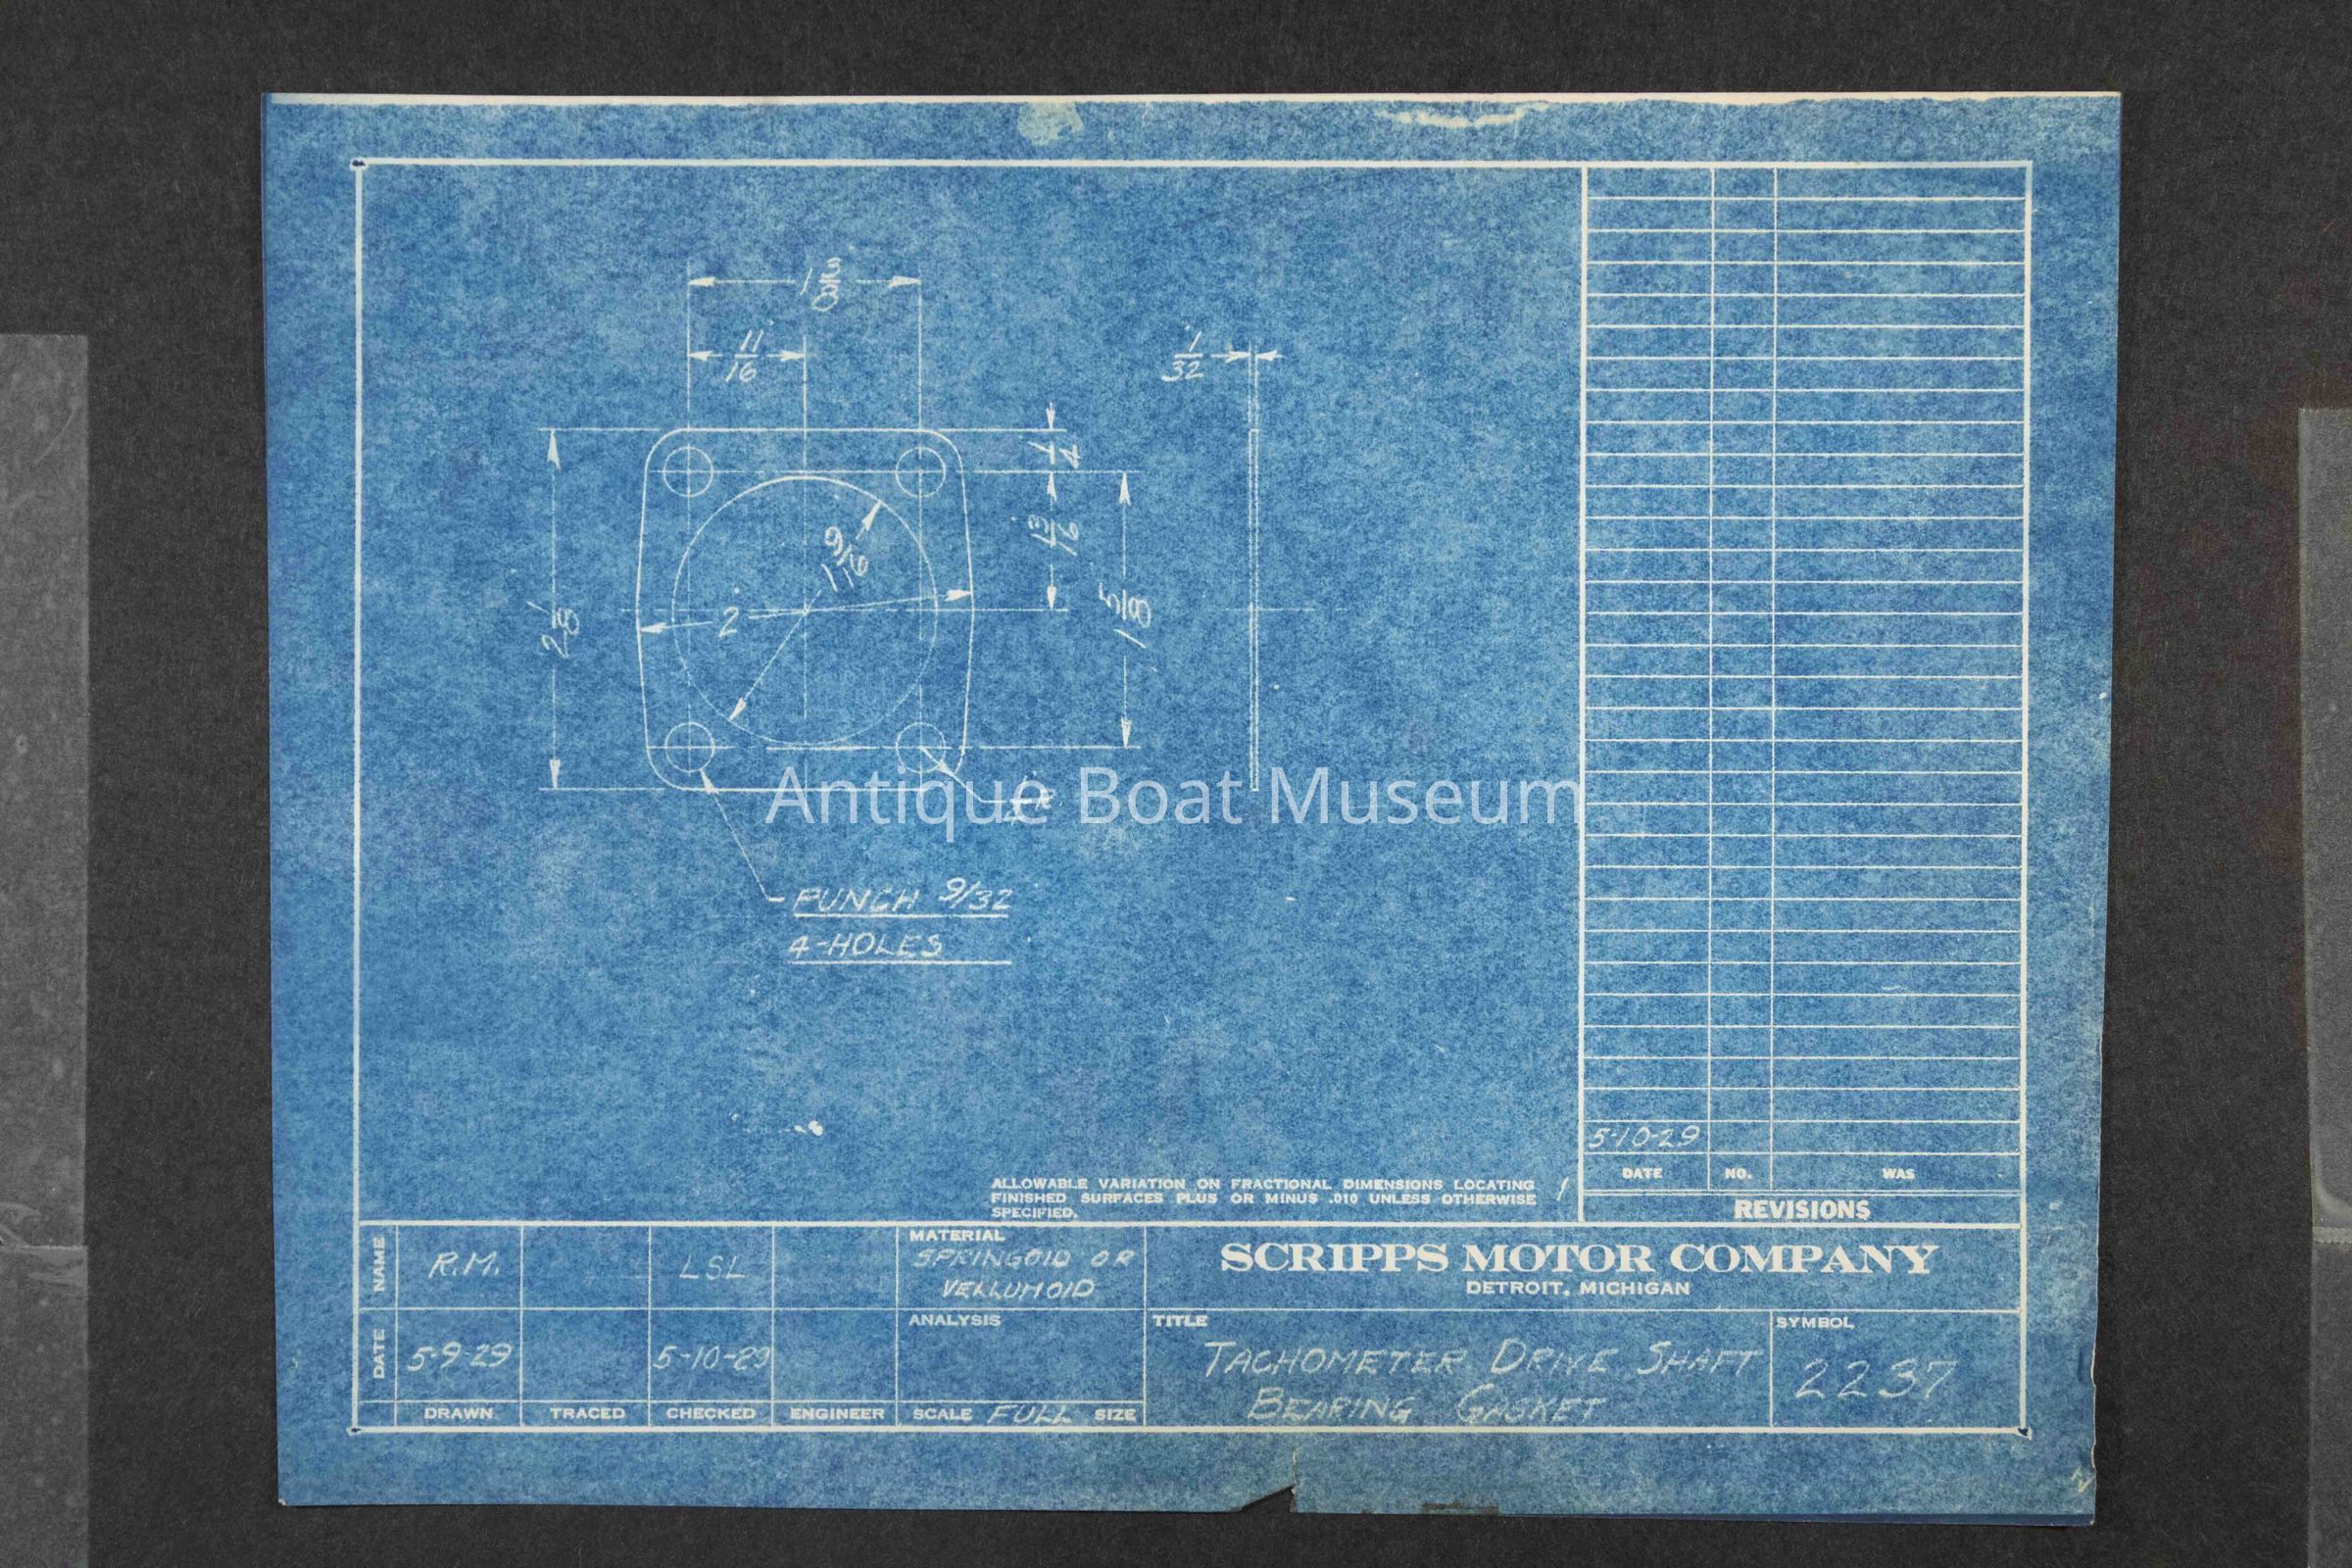 1 3/8
11/16
1/32
1/4
13/16
1 9/16
2
2 1/8
1 5/8
1/4 R
Antique Boat Museum
PUNCH 9/32
4-HOLES
5-10-29
DATE NO. WAS
REVISIONS
ALLOWABLE VARIATION ON FRACTIONAL DIMENSIONS LOCATING
FINISHED SURFACES PLUS OR MINUS .010 UNLESS OTHERWISE
SPECIFIED.
NAME R.M. LSL
MATERIAL
SPRINGOID OR
VELLUMOID
SCRIPPS MOTOR COMPANY
DETROIT, MICHIGAN
DATE 5-9-29 5-10-29
ANALYSIS
TITLE
TACHOMETER DRIVE SHAFT
BEARING GASKET
SYMBOL
2237
DRAWN TRACED CHECKED ENGINEER SCALE FULL SIZE